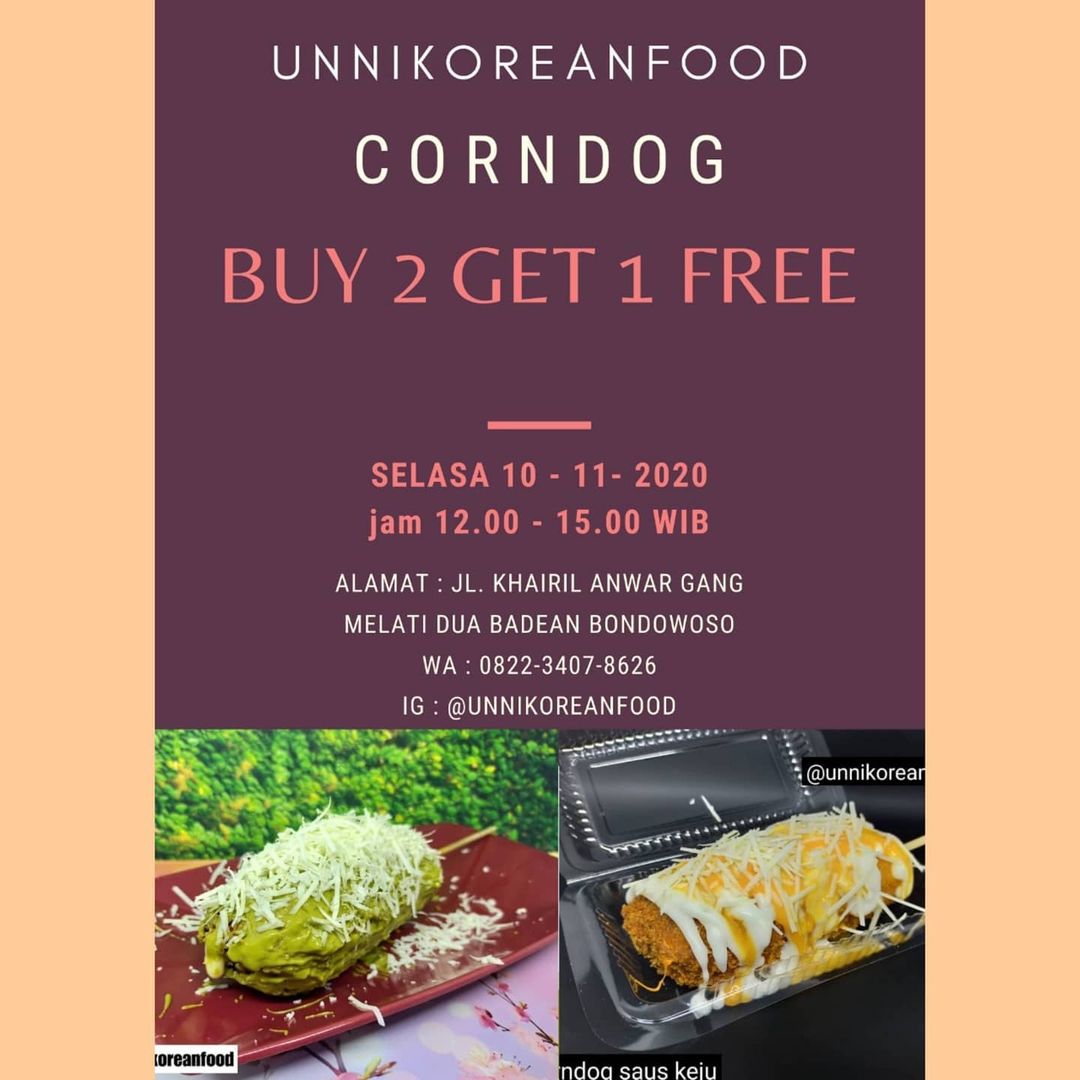 UNNIKOREANFOOD
CORNDOG
BUY 2 GET 1 FREE
SELASA 10 - 11- 2020
jam 12.00 - 15.00 WIB
ALAMAT : JL. KHAIRIL ANWAR GANG
MELATI DUA BADEAN BONDOWOSO
WA : 0822-3407-8626
IG : @UNNIKOREANFOOD
@unnikorean
koreanfood
ndog saus keju